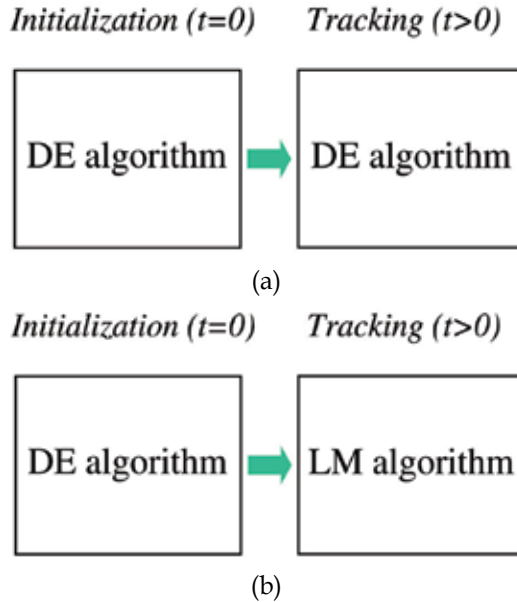 Initialization (t=0) Tracking (t>0)
DE algorithm DE algorithm
(a)
Initialization (t=0) Tracking (t>0)
DE algorithm LM algorithm
(b)